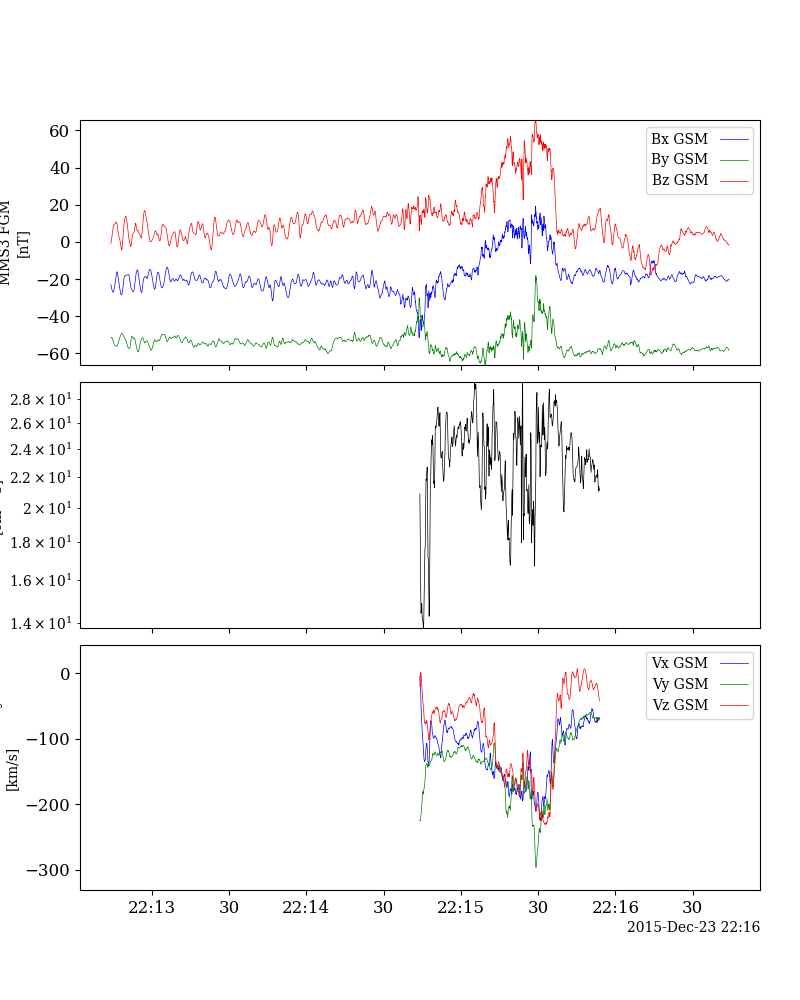 60
40
20
0
−20
−40
−60
MMS3 FGM
[nT]
Bx GSM
By GSM
Bz GSM
2.8 × 10¹
2.6 × 10¹
2.4 × 10¹
2.2 × 10¹
2 × 10¹
1.8 × 10¹
1.6 × 10¹
1.4 × 10¹
0
−100
−200
−300
[km/s]
Vx GSM
Vy GSM
Vz GSM
22:13
30
22:14
30
22:15
30
22:16
30
2015-Dec-23 22:16